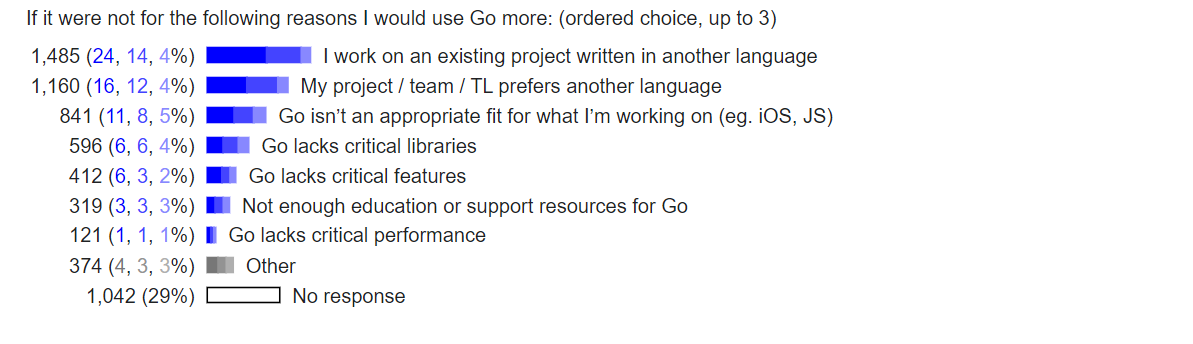 If it were not for the following reasons I would use Go more: (ordered choice, up to 3)
1,485 (24, 14, 4%) I work on an existing project written in another language
1,160 (16, 12, 4%) My project / team / TL prefers another language
841 (11, 8, 5%) Go isn’t an appropriate fit for what I’m working on (eg. iOS, JS)
596 (6, 6, 4%) Go lacks critical libraries
412 (6, 3, 2%) Go lacks critical features
319 (3, 3, 3%) Not enough education or support resources for Go
121 (1, 1, 1%) Go lacks critical performance
374 (4, 3, 3%) Other
1,042 (29%) No response